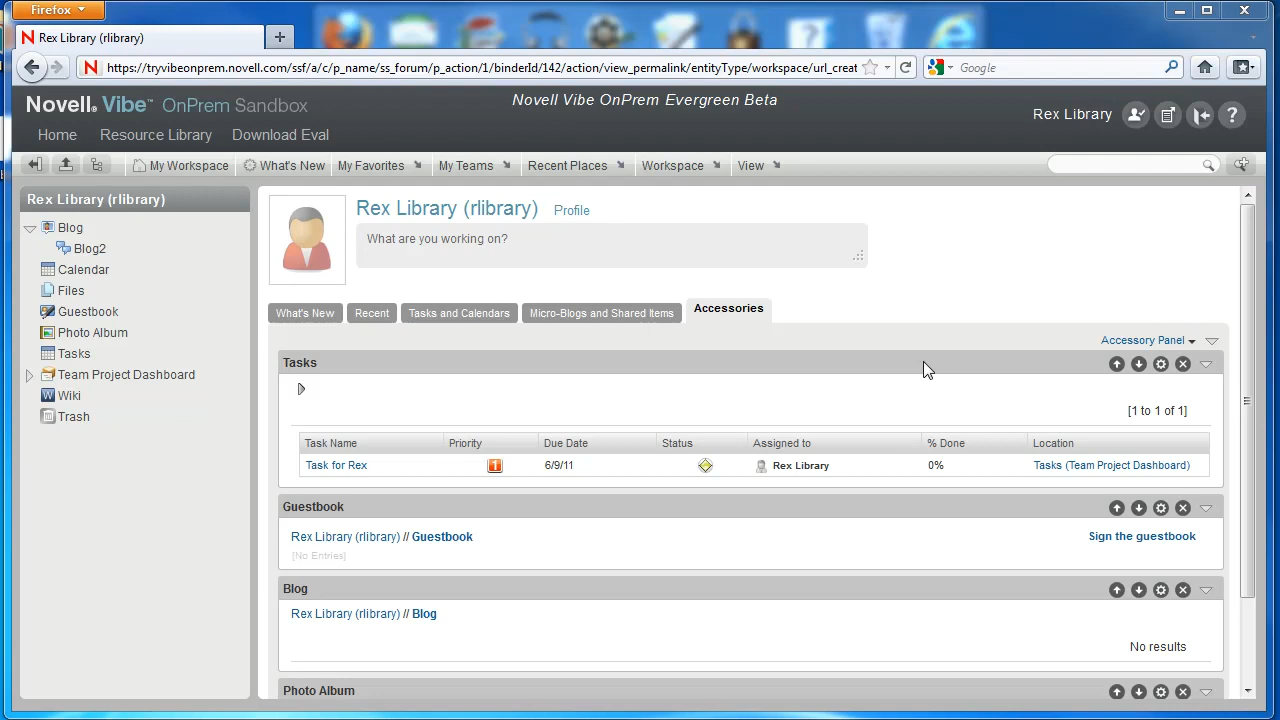 Firefox
Rex Library (rlibrary)
https://tryvibeonprem.novell.com/ssf/a/c/p_name/ss_forum/p_action/1/binderId/142/action/view_permalink/entityType/workspace/url_creat
Google
Novell® Vibe™ OnPrem Sandbox
Novell Vibe OnPrem Evergreen Beta
Rex Library
Home Resource Library Download Eval
My Workspace What's New My Favorites My Teams Recent Places Workspace View
Rex Library (rlibrary)
Blog
Blog2
Calendar
Files
Guestbook
Photo Album
Tasks
Team Project Dashboard
Wiki
Trash
Rex Library (rlibrary) Profile
What are you working on?
What's New Recent Tasks and Calendars Micro-Blogs and Shared Items Accessories
Accessory Panel
Tasks
[1 to 1 of 1]
Task Name Priority Due Date Status Assigned to % Done Location
Task for Rex 6/9/11 Rex Library 0% Tasks (Team Project Dashboard)
Guestbook
Rex Library (rlibrary) // Guestbook Sign the guestbook
[No Entries]
Blog
Rex Library (rlibrary) // Blog
No results
Photo Album